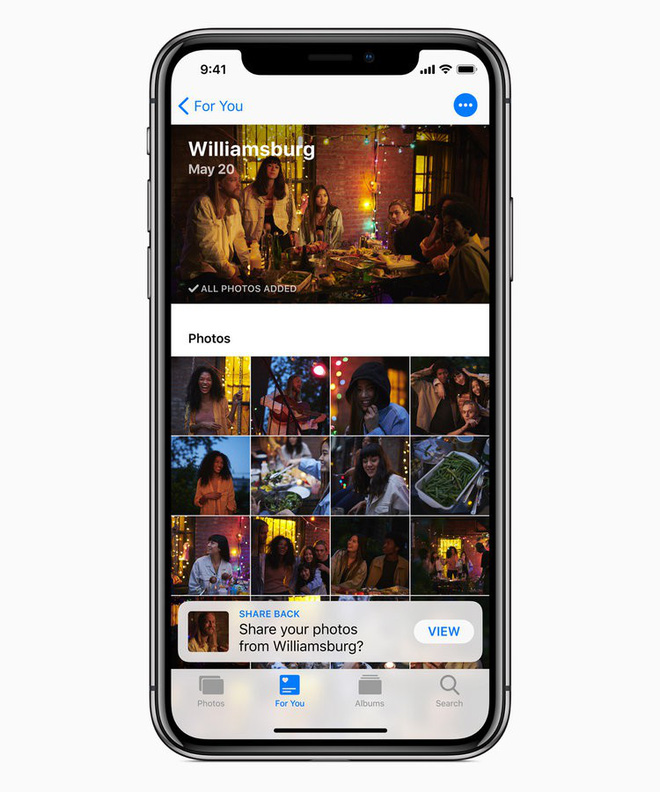 9:41
For You
Williamsburg
May 20
ALL PHOTOS ADDED
Photos
SHARE BACK
Share your photos
from Williamsburg?
VIEW
Photos
For You
Albums
Search